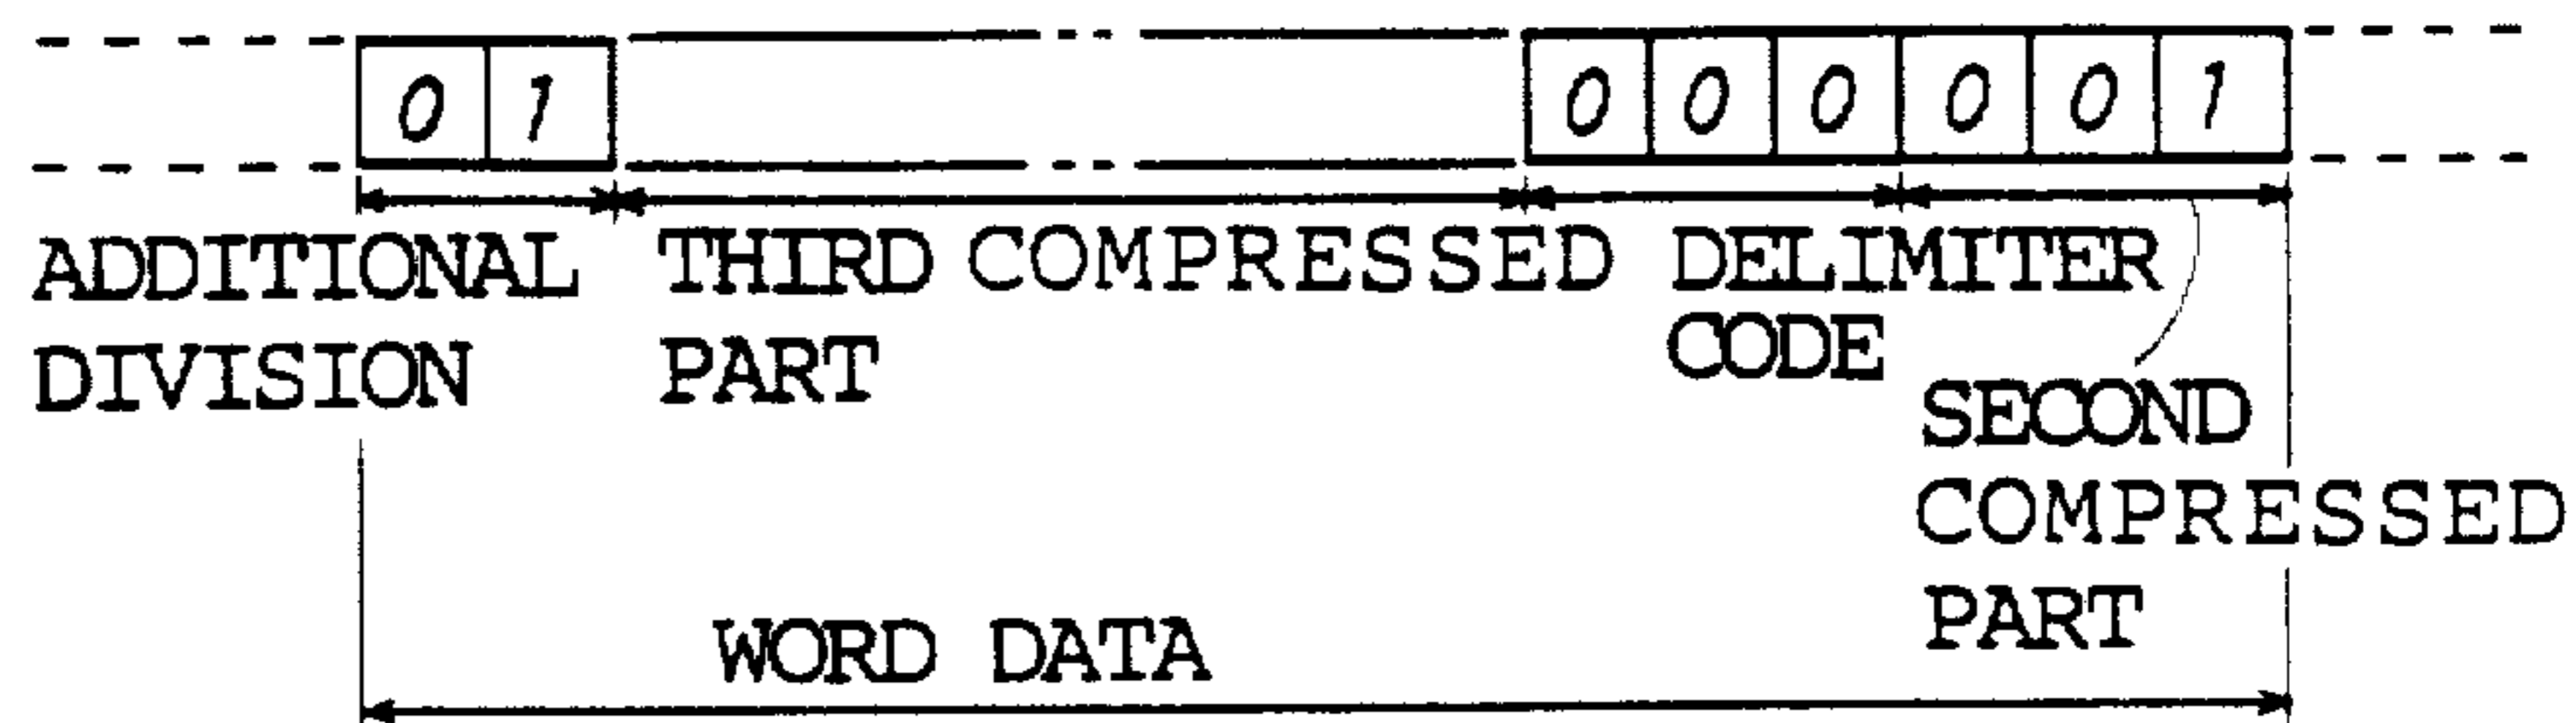 0 1 0 0 0 0 0 1
ADDITIONAL DIVISION
THIRD COMPRESSED PART
DELIMITER CODE
SECOND COMPRESSED PART
WORD DATA